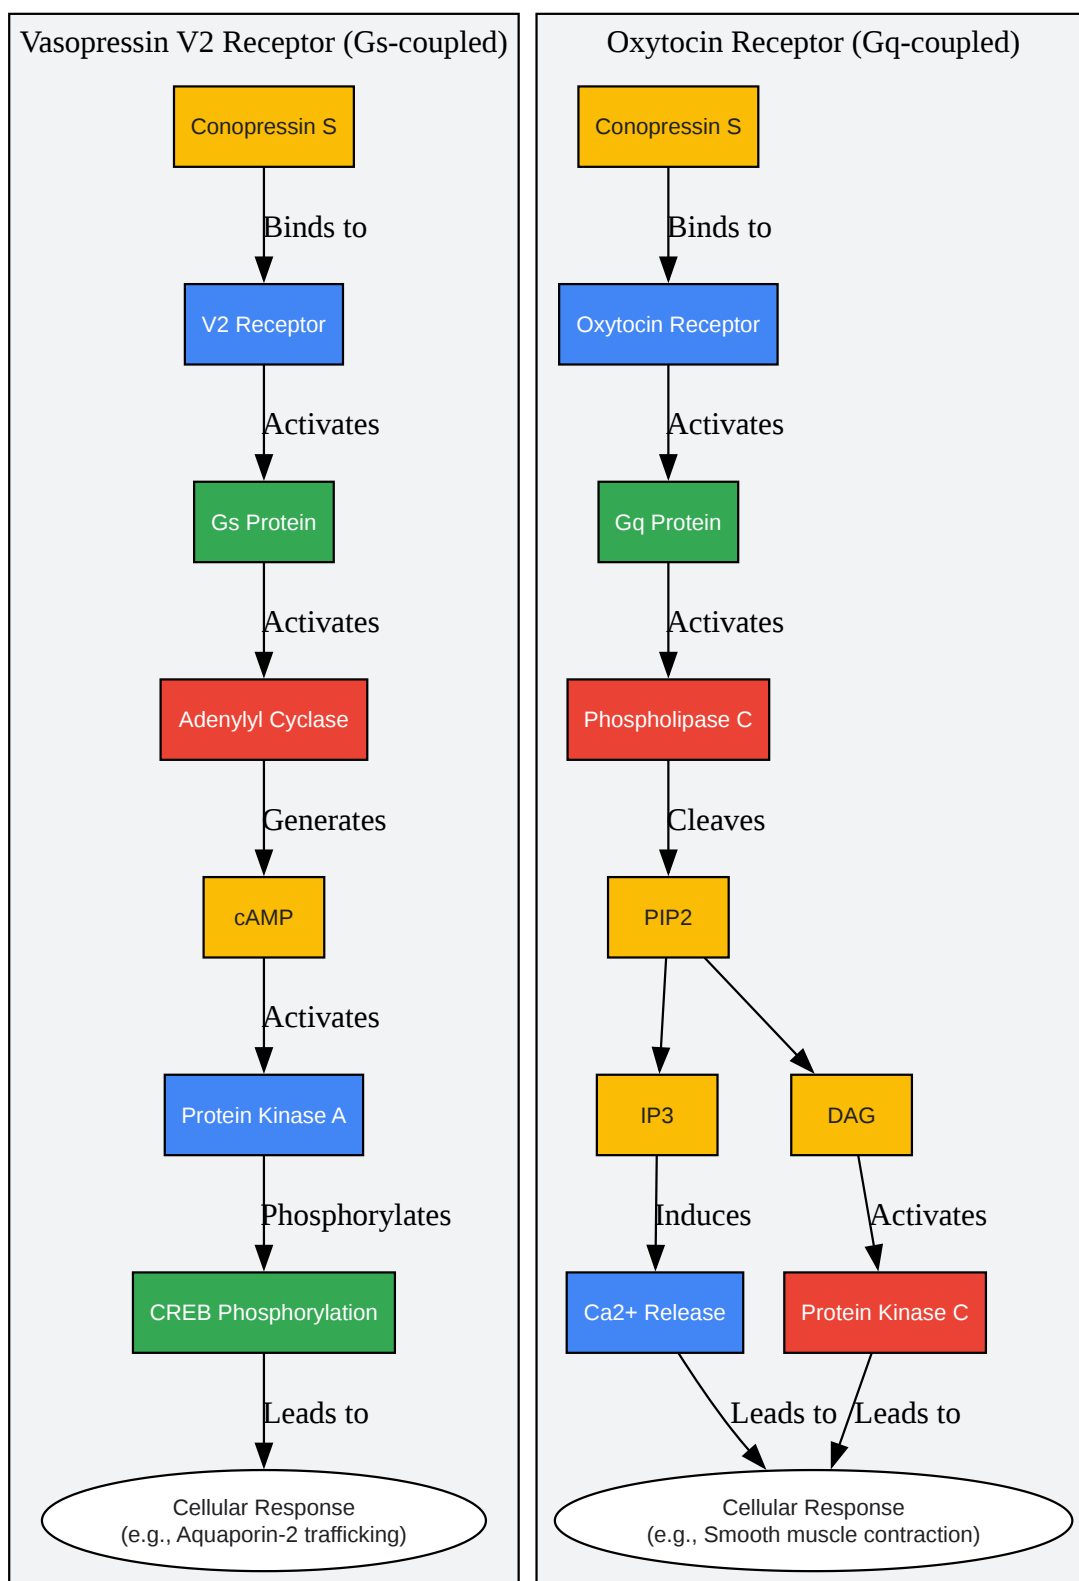 Vasopressin V2 Receptor (Gs-coupled)
Conopressin S
Binds to
V2 Receptor
Activates
Gs Protein
Activates
Adenylyl Cyclase
Generates
cAMP
Activates
Protein Kinase A
Phosphorylates
CREB Phosphorylation
Leads to
Cellular Response
(e.g., Aquaporin-2 trafficking)
Oxytocin Receptor (Gq-coupled)
Conopressin S
Binds to
Oxytocin Receptor
Activates
Gq Protein
Activates
Phospholipase C
Cleaves
PIP2
IP3
DAG
Induces
Activates
Ca2+ Release
Protein Kinase C
Leads to
Leads to
Cellular Response
(e.g., Smooth muscle contraction)